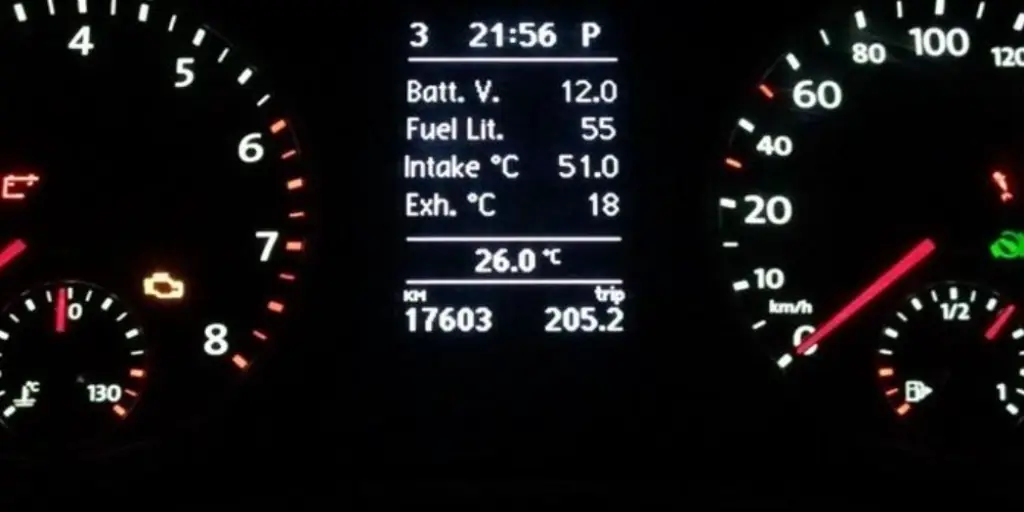 3 21:56 P
Batt. V. 12.0
Fuel Lit. 55
Intake °C 51.0
Exh. °C 18
26.0 °C
KM trip
17603 205.2
4
5
6
7
8
0
°C
130
0
10
20
40
60
80
100
120
km/h
1/2
1